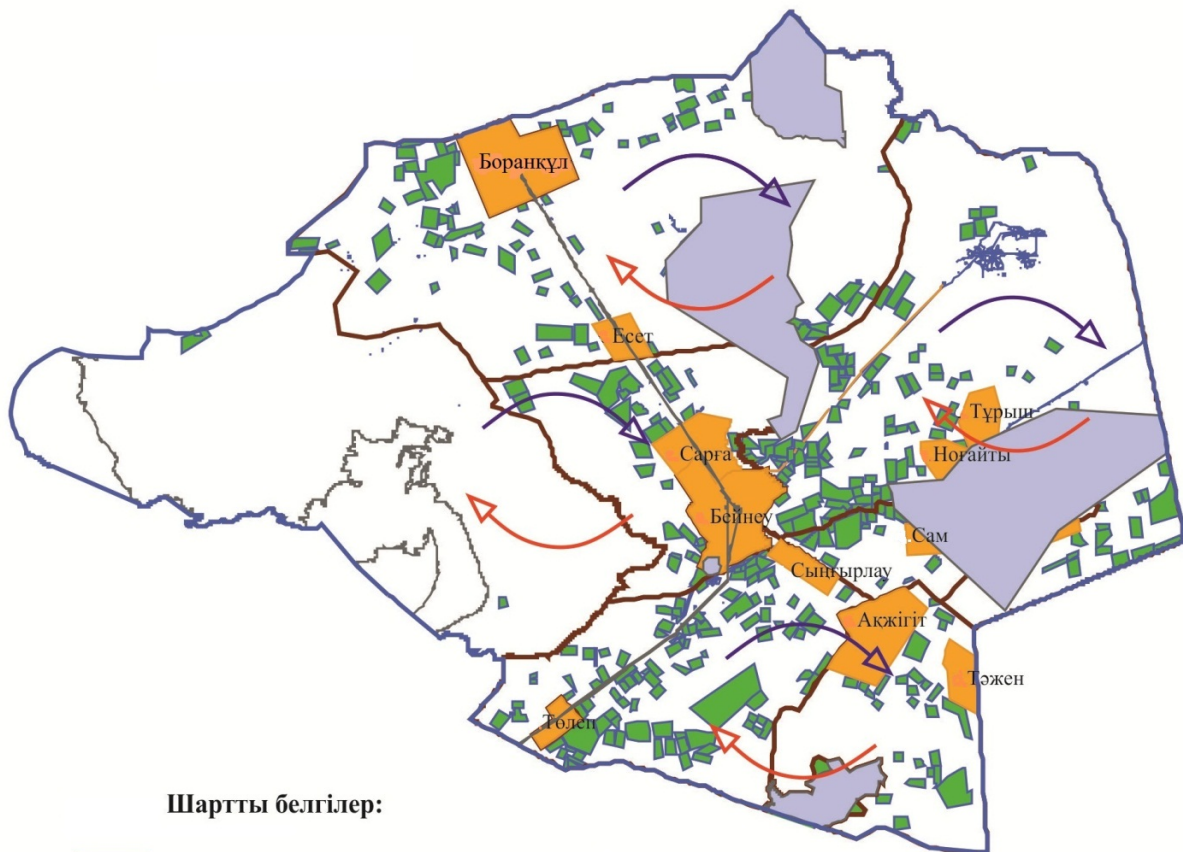 Боранқұл
Есет
Тұрыш
Сарға
Ноғайты
Бейнеу
Сам
Сыңғырлау
Ақжігіт
Тәжен
Төлеп
Шартты белгілер: